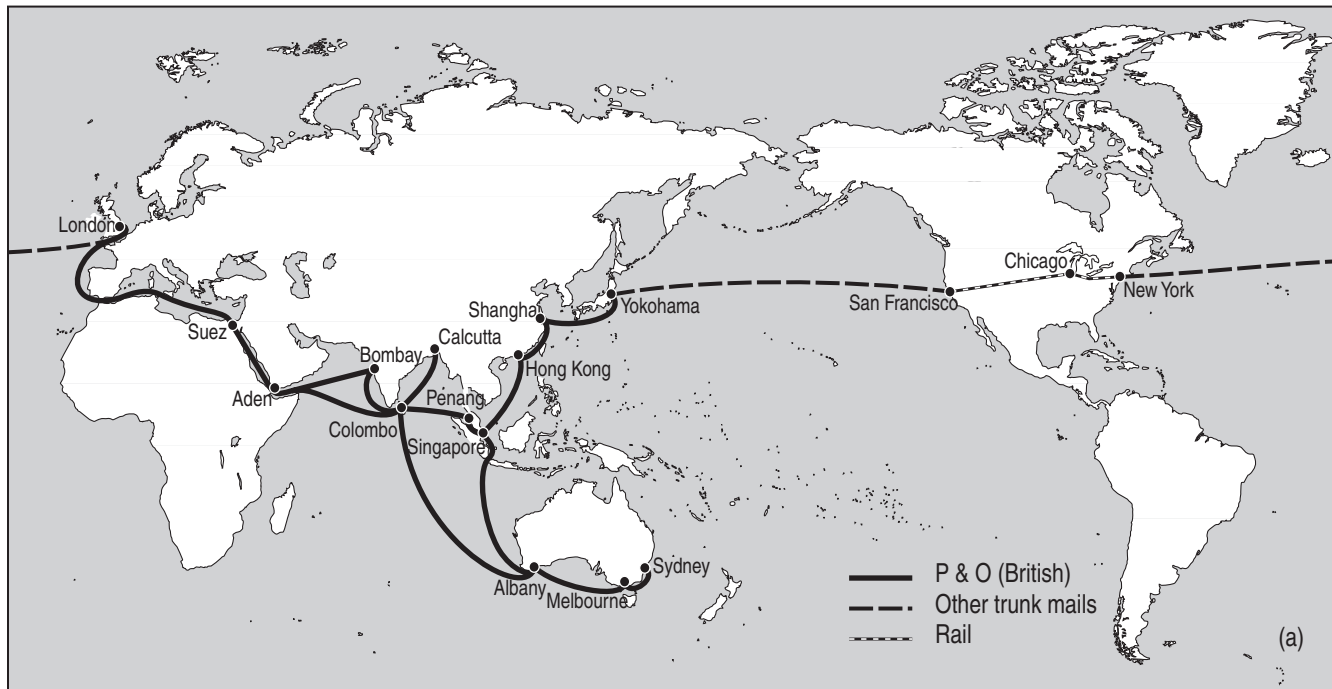 London
Chicago
New York
San Francisco
Yokohama
Shanghai
Suez
Calcutta
Bombay
Hong Kong
Aden
Penang
Colombo
Singapore
Sydney
Albany
Melbourne
P & O (British)
Other trunk mails
Rail
(a)